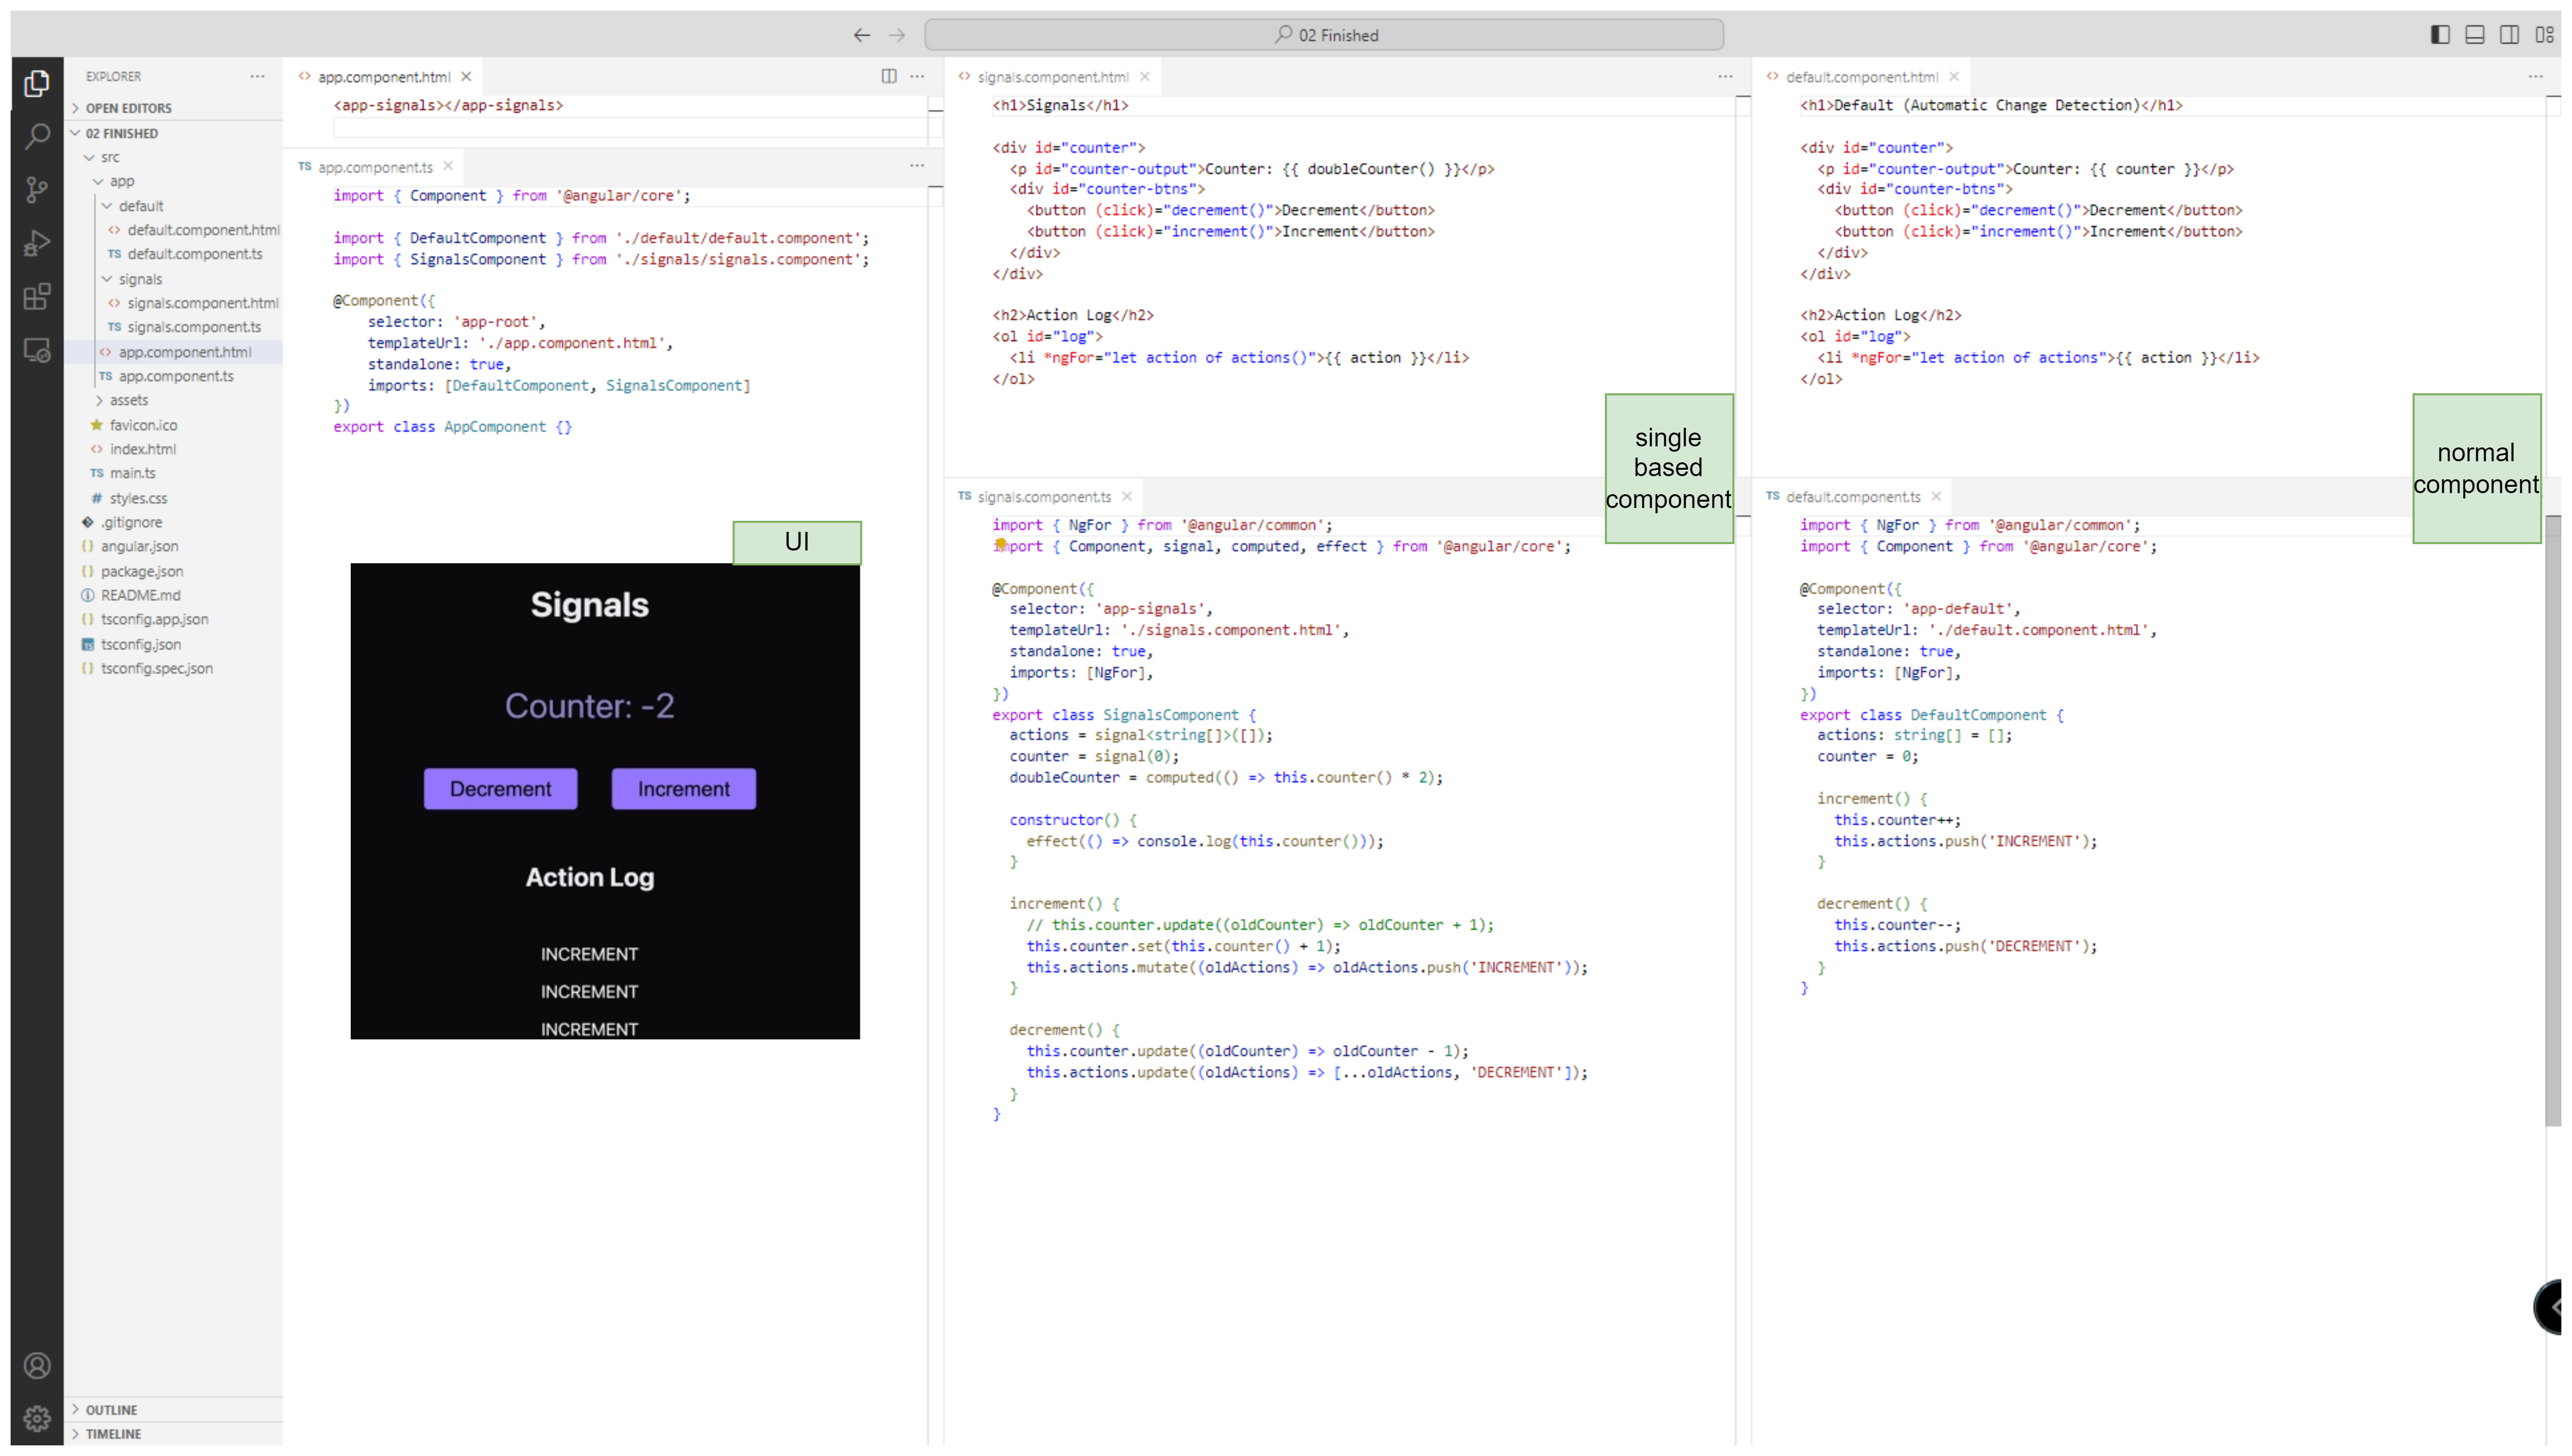 02 Finished
EXPLORER
OPEN EDITORS
02 FINISHED
src
app
default
default.component.html
default.component.ts
signals
signals.component.html
signals.component.ts
app.component.html
app.component.ts
assets
favicon.ico
index.html
main.ts
styles.css
.gitignore
angular.json
package.json
README.md
tsconfig.app.json
tsconfig.json
tsconfig.spec.json
OUTLINE
TIMELINE
app.component.html
<app-signals></app-signals>
TS app.component.ts
import { Component } from '@angular/core';
import { DefaultComponent } from './default/default.component';
import { SignalsComponent } from './signals/signals.component';
@Component({
selector: 'app-root',
templateUrl: './app.component.html',
standalone: true,
imports: [DefaultComponent, SignalsComponent]
})
export class AppComponent {}
UI
Signals
Counter: -2
Decrement Increment
Action Log
INCREMENT
INCREMENT
INCREMENT
signals.component.html
<h1>Signals</h1>
<div id="counter">
<p id="counter-output">Counter: {{ doubleCounter() }}</p>
<div id="counter-btns">
<button (click)="decrement()">Decrement</button>
<button (click)="increment()">Increment</button>
</div>
</div>
<h2>Action Log</h2>
<ol id="log">
<li *ngFor="let action of actions()">{{ action }}</li>
</ol>
single
based
component
TS signals.component.ts
import { NgFor } from '@angular/common';
import { Component, signal, computed, effect } from '@angular/core';
@Component({
selector: 'app-signals',
templateUrl: './signals.component.html',
standalone: true,
imports: [NgFor],
})
export class SignalsComponent {
actions = signal<string[]>([]);
counter = signal(0);
doubleCounter = computed(() => this.counter() * 2);
constructor() {
effect(() => console.log(this.counter()));
}
increment() {
// this.counter.update((oldCounter) => oldCounter + 1);
this.counter.set(this.counter() + 1);
this.actions.mutate((oldActions) => oldActions.push('INCREMENT'));
}
decrement() {
this.counter.update((oldCounter) => oldCounter - 1);
this.actions.update((oldActions) => [...oldActions, 'DECREMENT']);
}
}
default.component.html
<h1>Default (Automatic Change Detection)</h1>
<div id="counter">
<p id="counter-output">Counter: {{ counter }}</p>
<div id="counter-btns">
<button (click)="decrement()">Decrement</button>
<button (click)="increment()">Increment</button>
</div>
</div>
<h2>Action Log</h2>
<ol id="log">
<li *ngFor="let action of actions">{{ action }}</li>
</ol>
normal
component
TS default.component.ts
import { NgFor } from '@angular/common';
import { Component } from '@angular/core';
@Component({
selector: 'app-default',
templateUrl: './default.component.html',
standalone: true,
imports: [NgFor],
})
export class DefaultComponent {
actions: string[] = [];
counter = 0;
increment() {
this.counter++;
this.actions.push('INCREMENT');
}
decrement() {
this.counter--;
this.actions.push('DECREMENT');
}
}